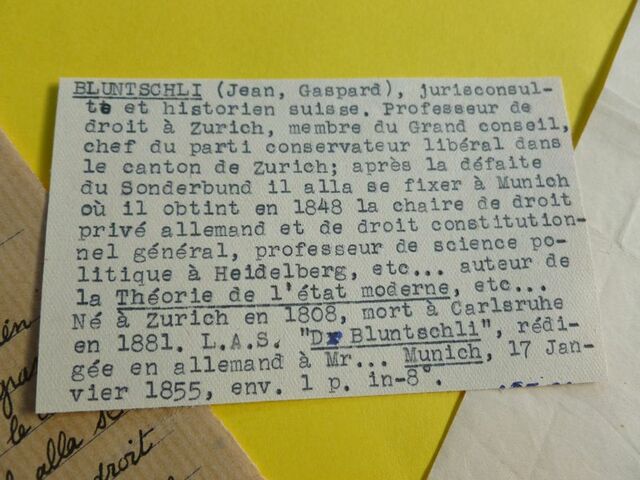 BLUNTSCHLI (Jean, Gaspard), jurisconsul-
te et historien suisse. Professeur de
droit à Zurich, membre du Grand conseil,
chef du parti conservateur libéral dans
le canton de Zurich; après la défaite
du Sonderbund il alla se fixer à Munich
où il obtint en 1848 la chaire de droit
privé allemand et de droit constitution-
nel général, professeur de science po-
litique à Heidelberg, etc... auteur de
la Théorie de l'état moderne, etc...
Né à Zurich en 1808, mort à Carlsruhe
en 1881. L.A.S. "Dr Bluntschli", rédi-
gée en allemand à Mr... Munich, 17 Jan-
vier 1855, env. 1 p. in-8°.
le
alla se
droit